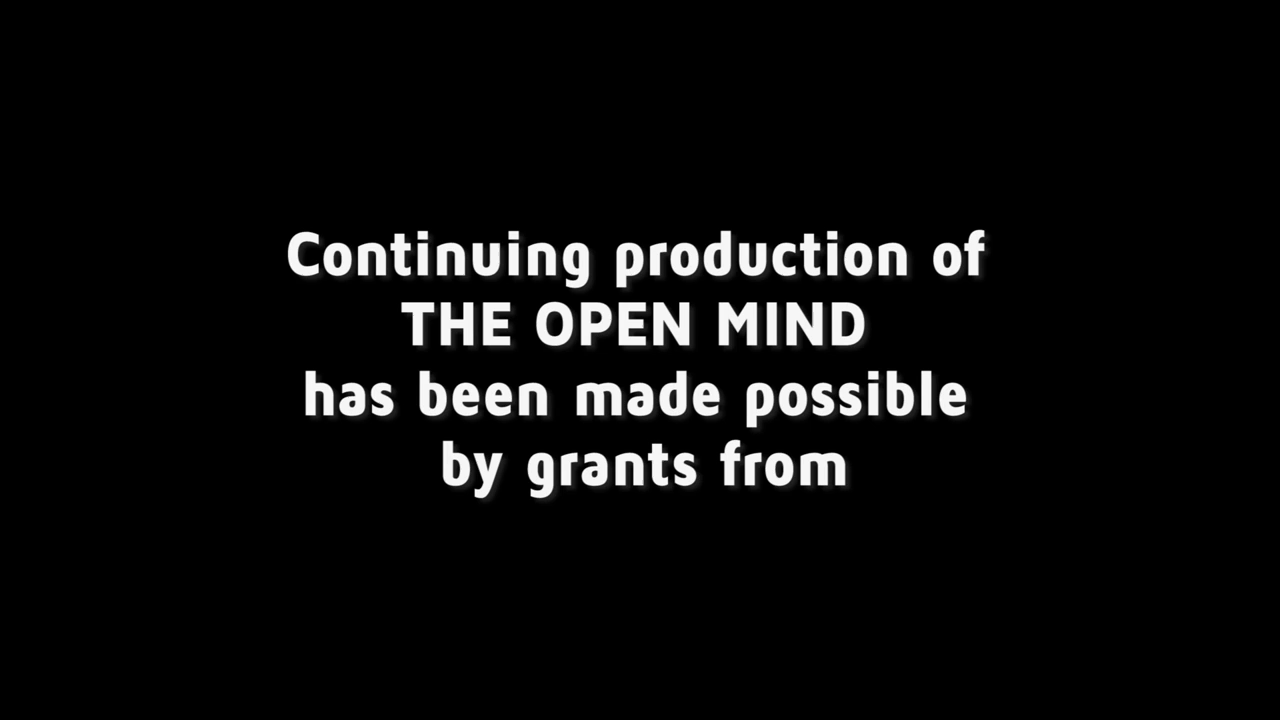 Continuing production of
THE OPEN MIND
has been made possible
by grants from